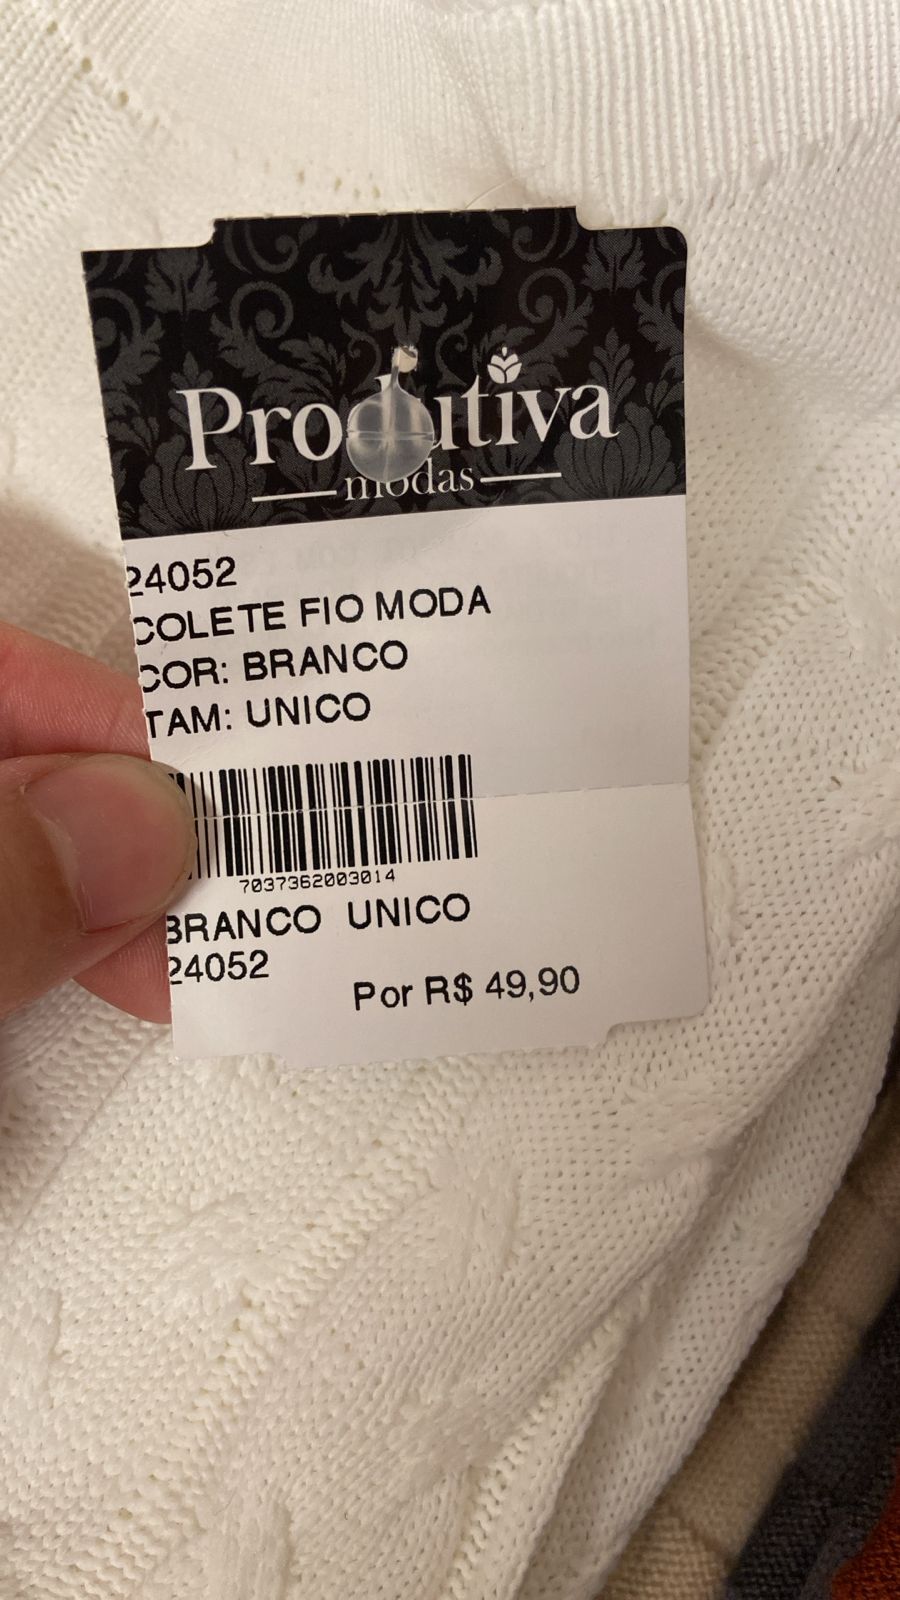 Produtiva
modas
24052
COLETE FIO MODA
COR: BRANCO
TAM: UNICO
7037362003014
BRANCO UNICO
24052
Por R$ 49,90